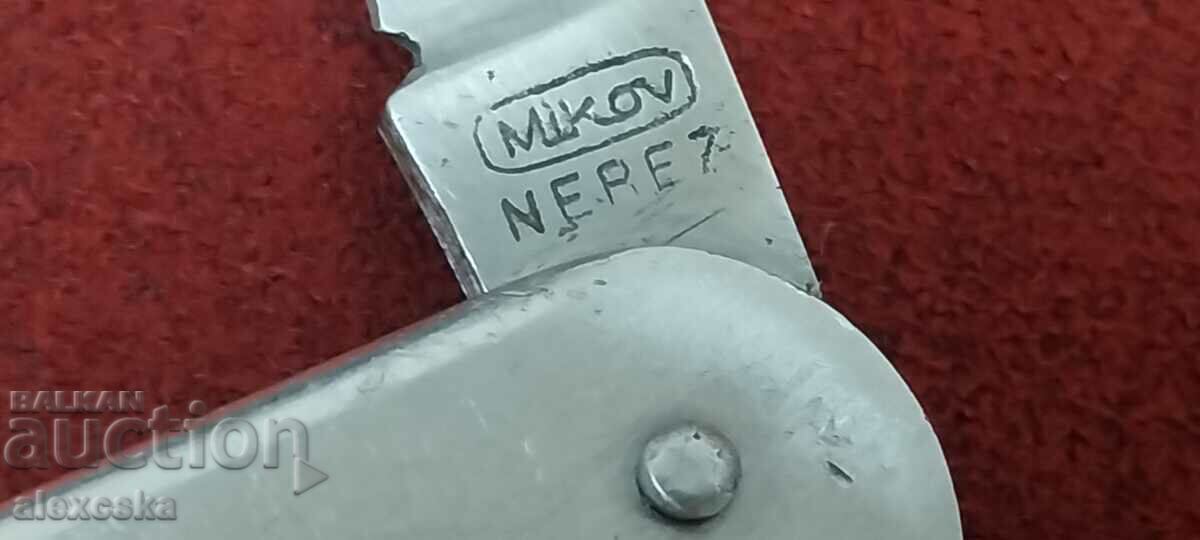 MIKOV
NEREZ
BALKAN
auction
alexcska